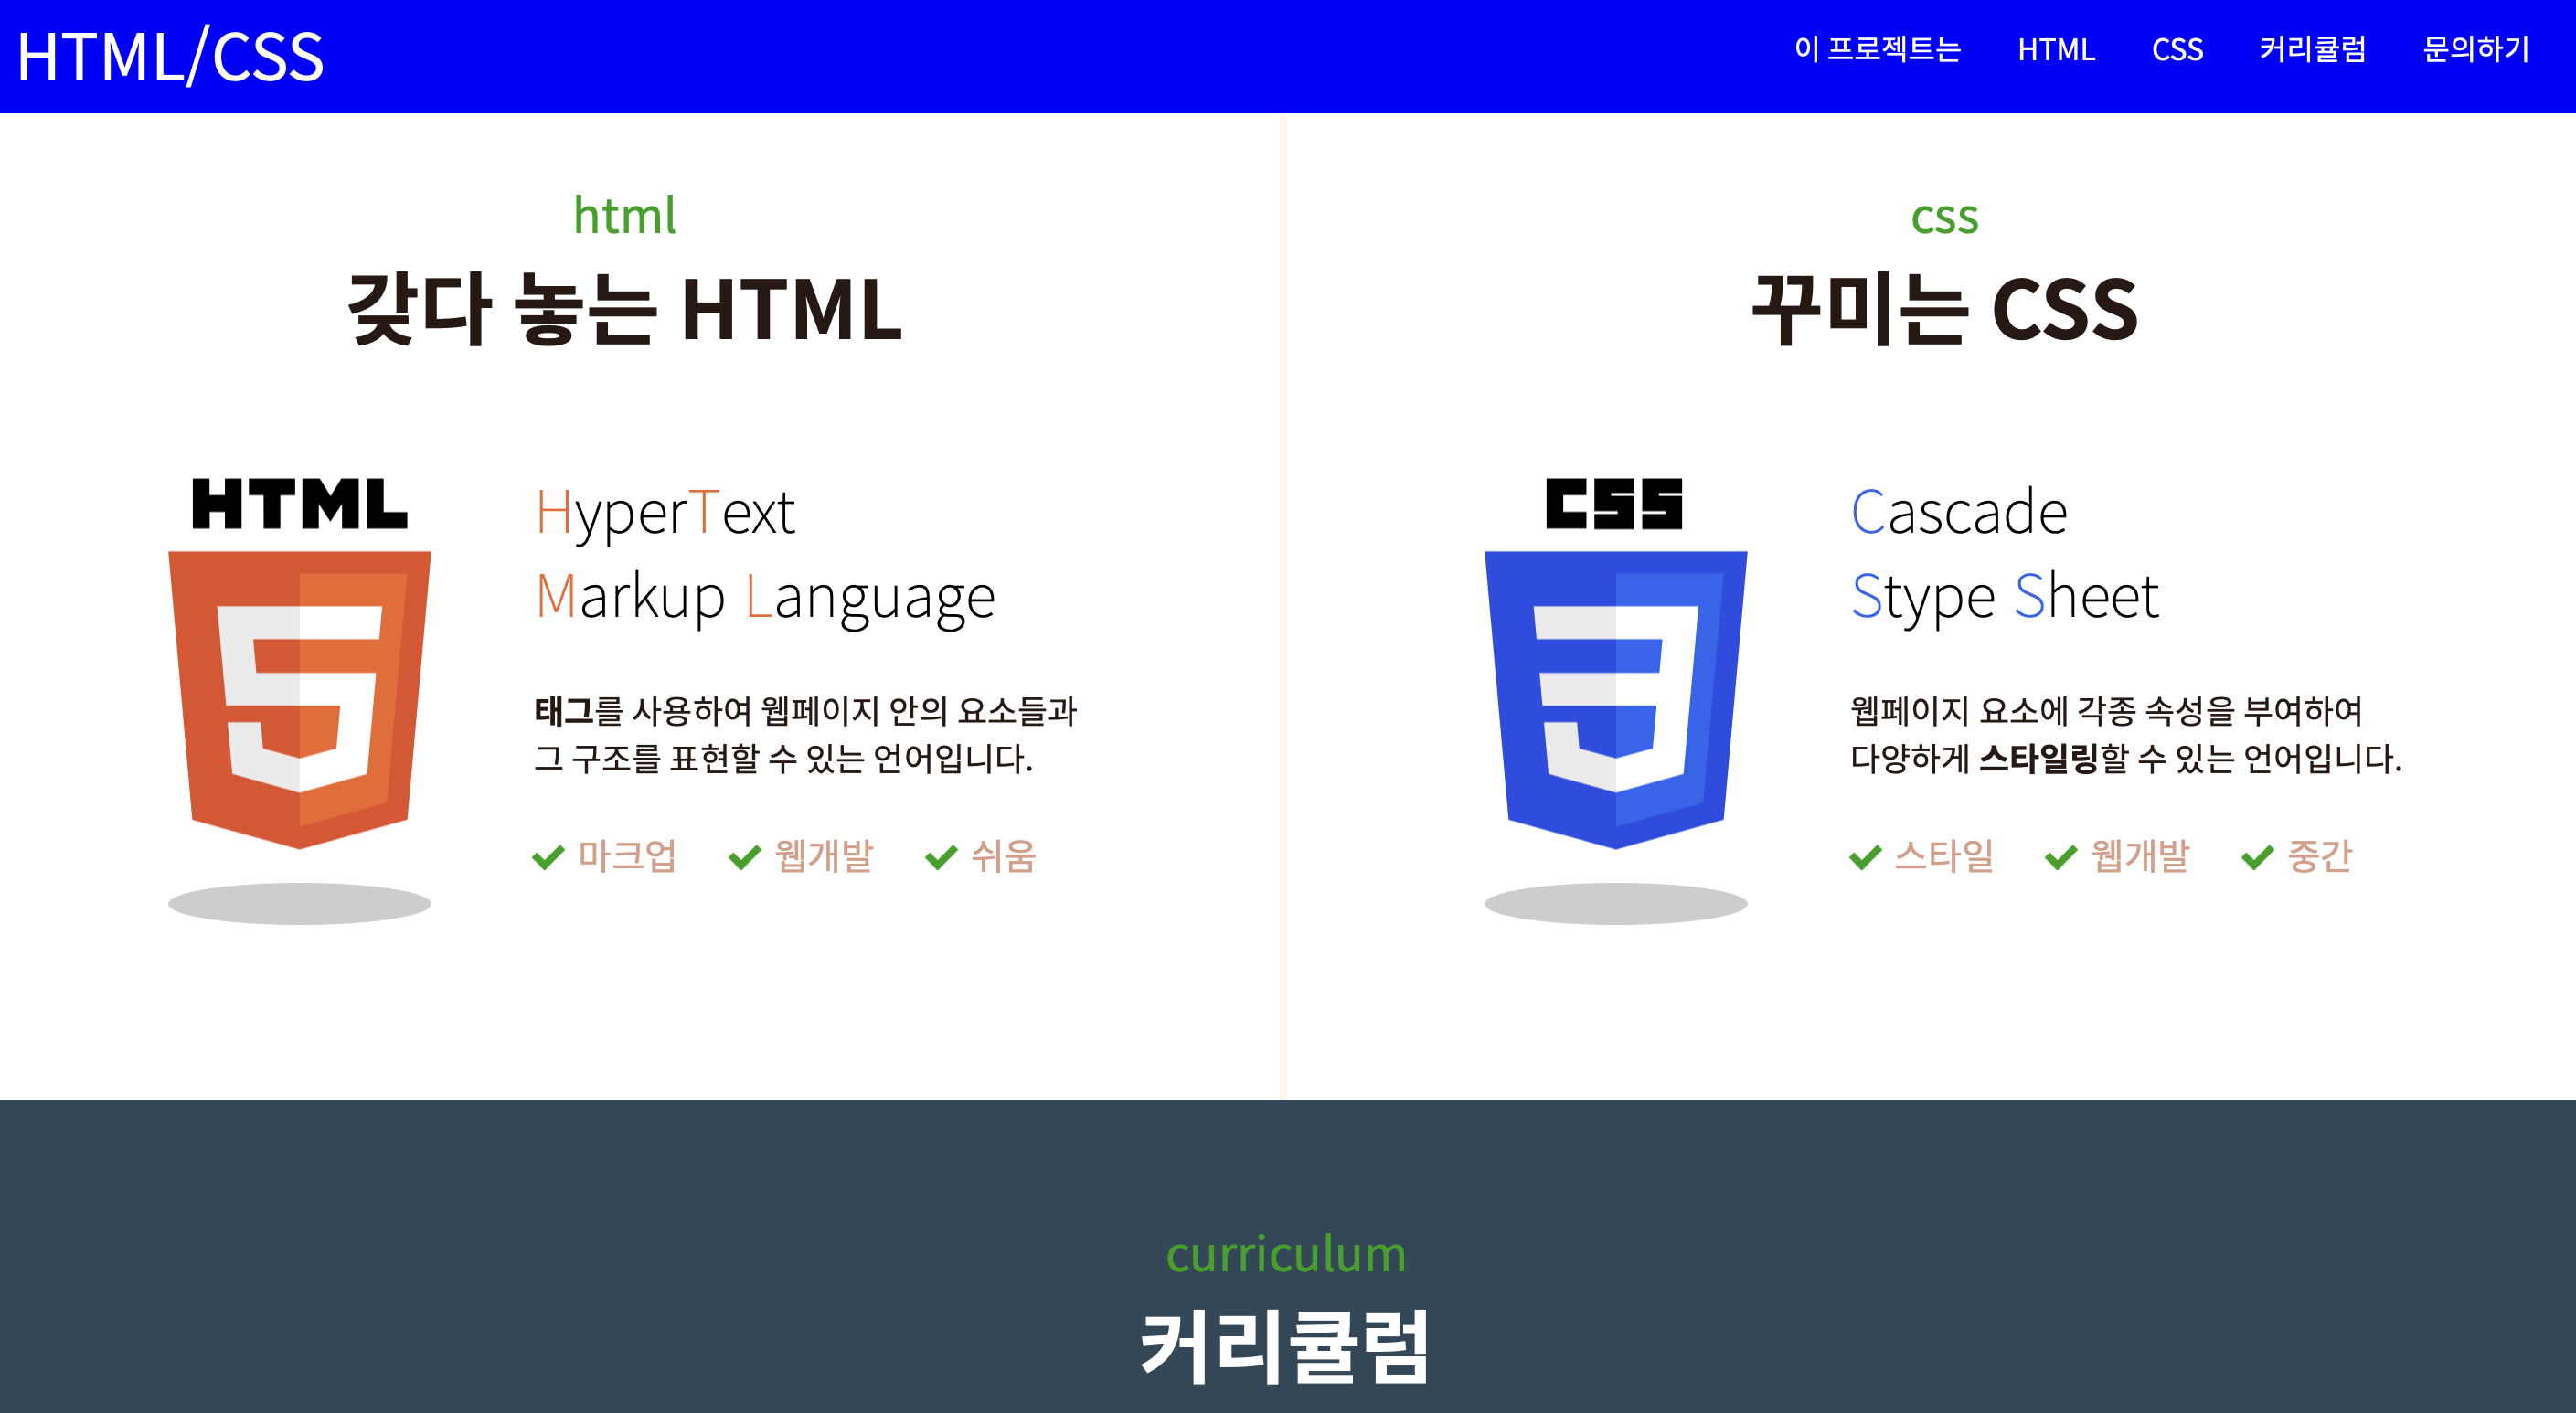 HTML/CSS
이 프로젝트는 HTML CSS 커리큘럼 문의하기
html
갖다 놓는 HTML
HTML
5
HyperText
Markup Language
태그를 사용하여 웹페이지 안의 요소들과
그 구조를 표현할 수 있는 언어입니다.
마크업 웹개발 쉬움
css
꾸미는 CSS
CSS
3
Cascade
Stype Sheet
웹페이지 요소에 각종 속성을 부여하여
다양하게 스타일링할 수 있는 언어입니다.
스타일 웹개발 중간
curriculum
커리큘럼